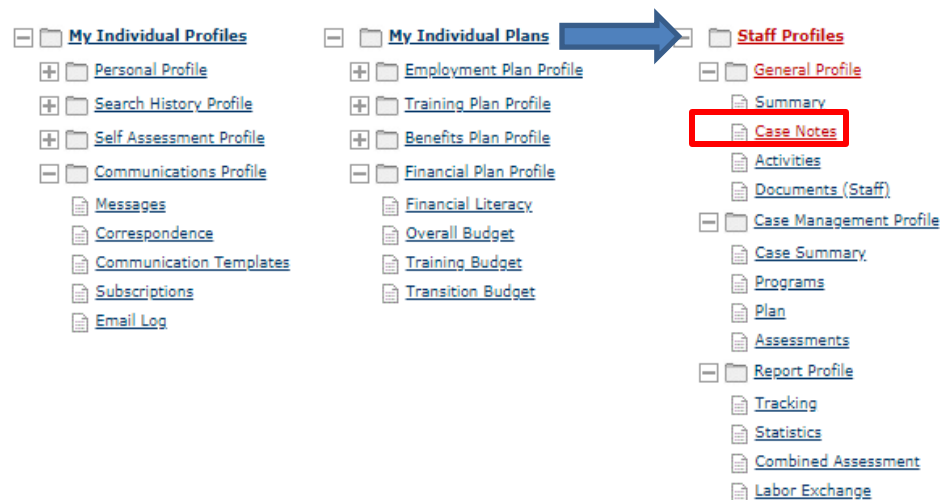 My Individual Profiles
Personal Profile
Search History Profile
Self Assessment Profile
Communications Profile
Messages
Correspondence
Communication Templates
Subscriptions
Email Log
My Individual Plans
Employment Plan Profile
Training Plan Profile
Benefits Plan Profile
Financial Plan Profile
Financial Literacy
Overall Budget
Training Budget
Transition Budget
Staff Profiles
General Profile
Summary
Case Notes
Activities
Documents (Staff)
Case Management Profile
Case Summary
Programs
Plan
Assessments
Report Profile
Tracking
Statistics
Combined Assessment
Labor Exchange